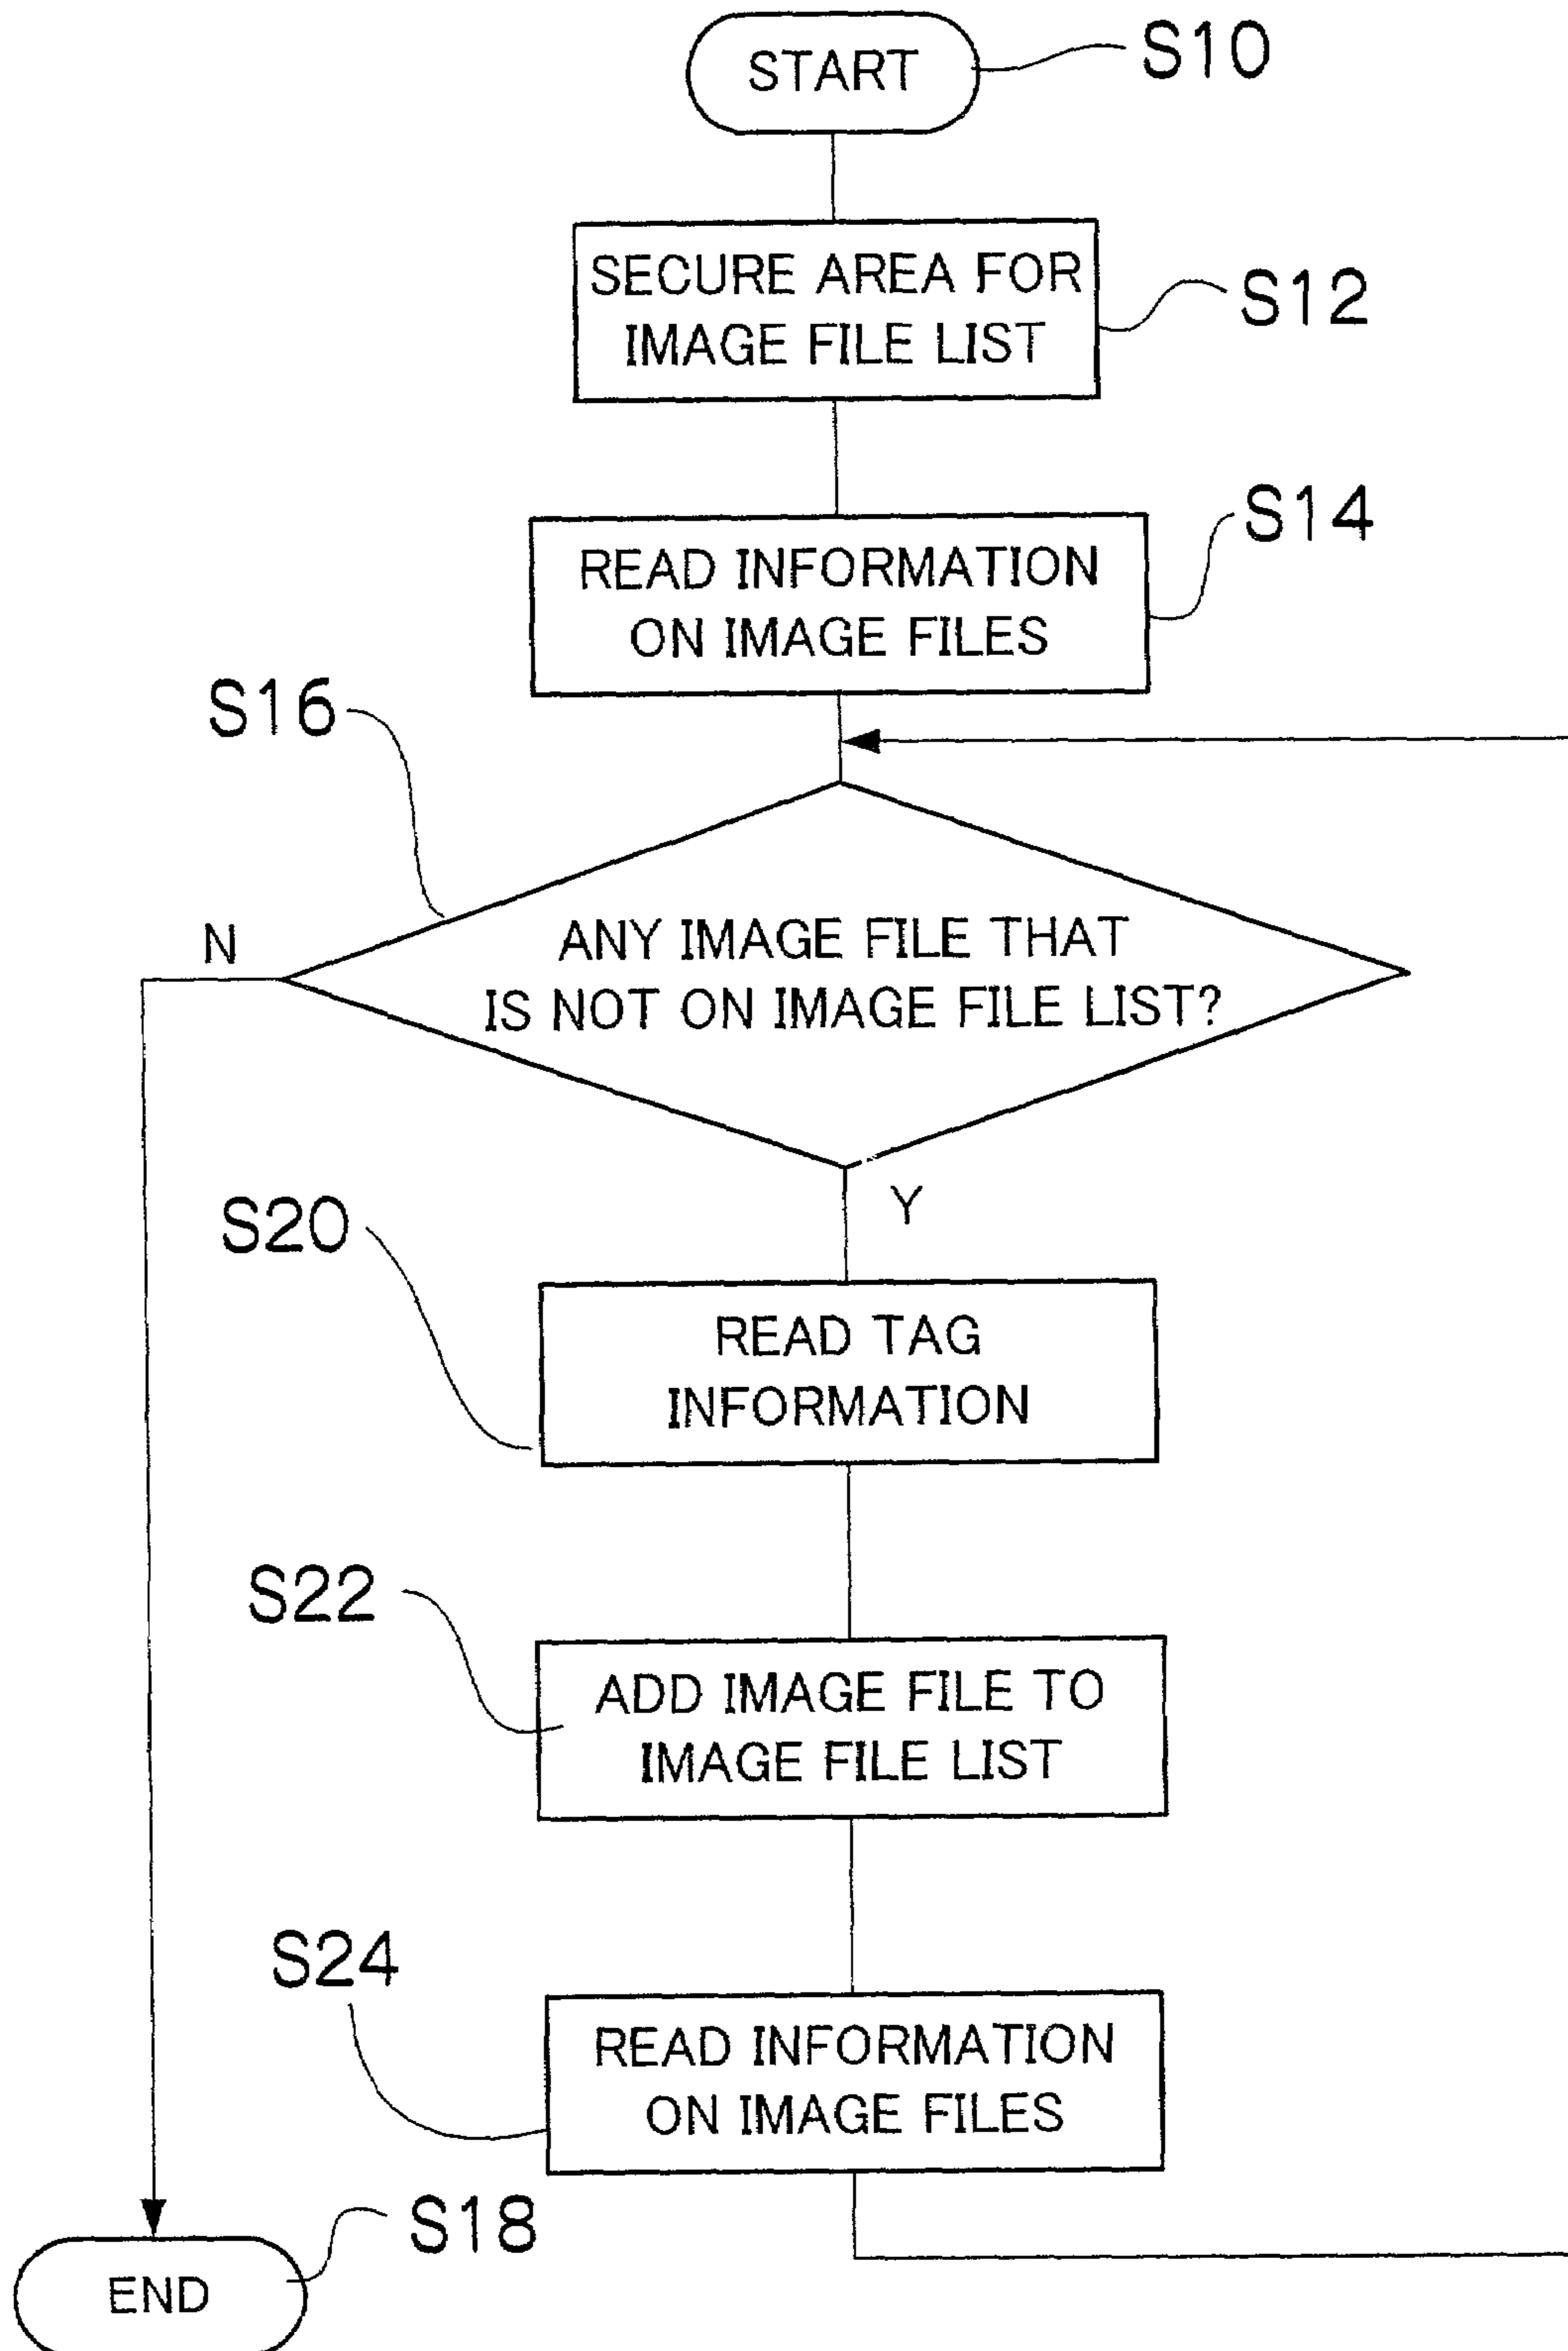 START
S10
SECURE AREA FOR
IMAGE FILE LIST
S12
READ INFORMATION
ON IMAGE FILES
S14
S16
N
ANY IMAGE FILE THAT
IS NOT ON IMAGE FILE LIST?
Y
S20
READ TAG
INFORMATION
S22
ADD IMAGE FILE TO
IMAGE FILE LIST
S24
READ INFORMATION
ON IMAGE FILES
S18
END